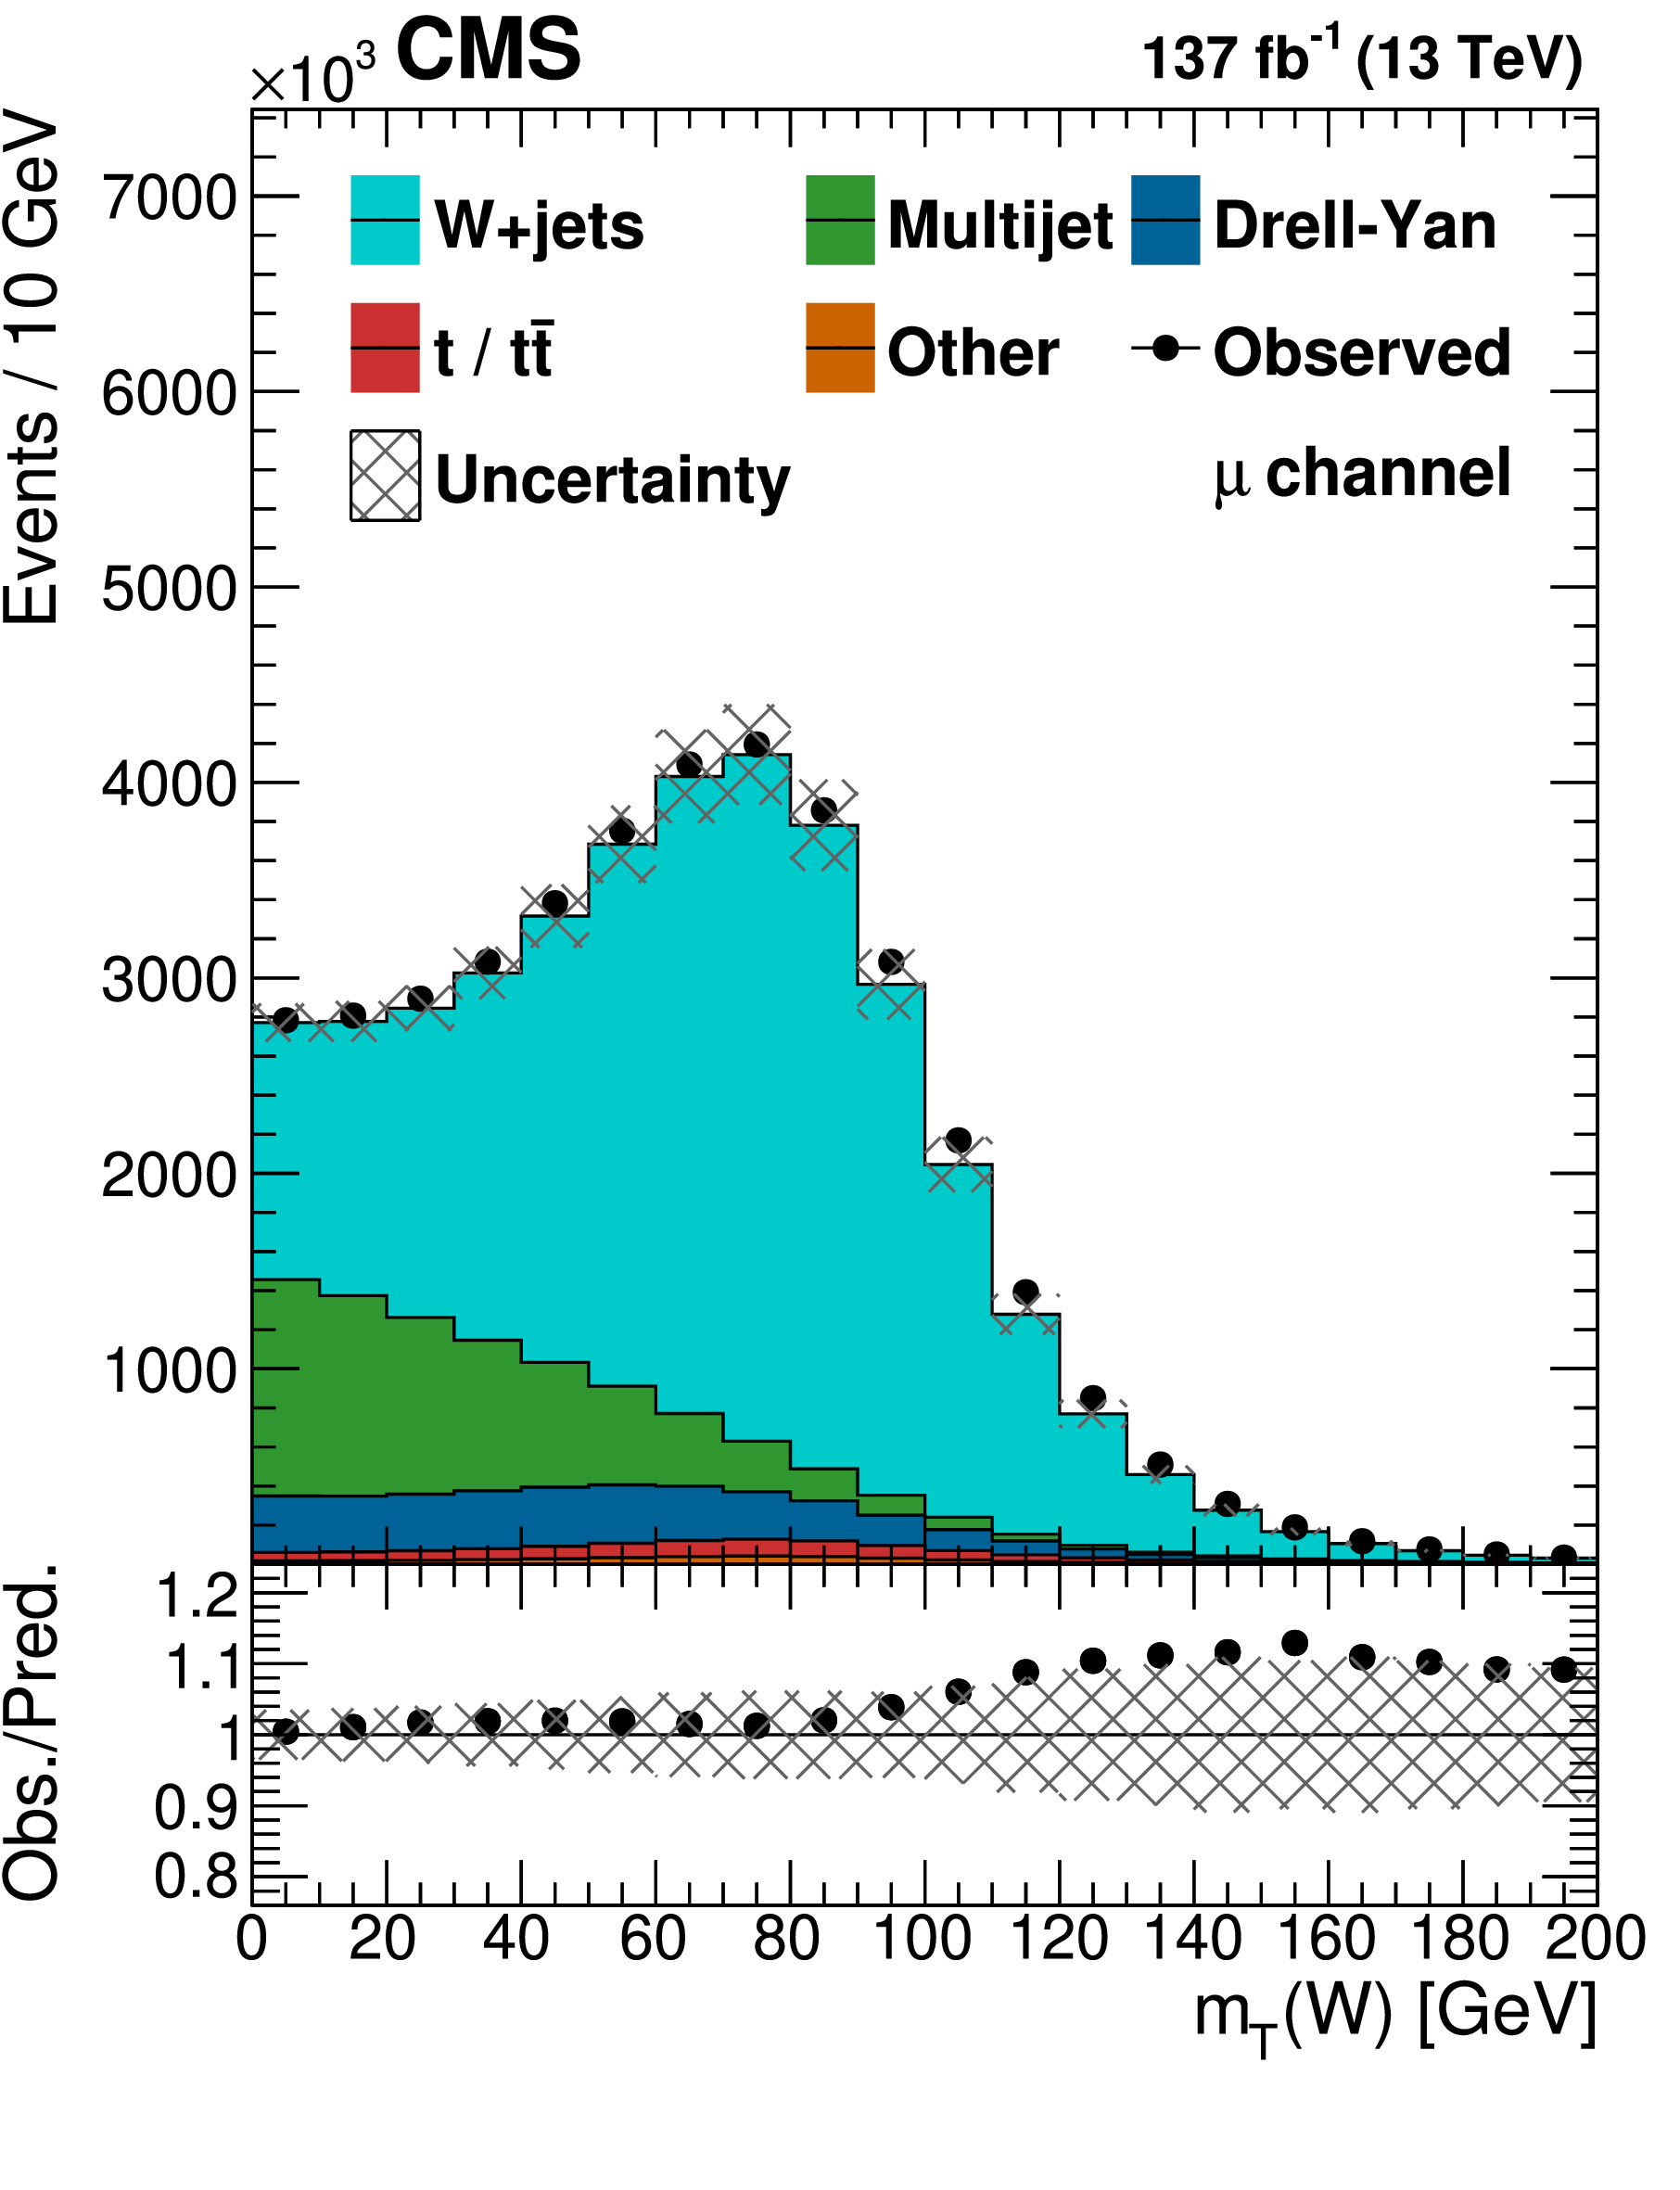 ×10³ CMS 137 fb⁻¹ (13 TeV)
Events / 10 GeV
7000
6000
5000
4000
3000
2000
1000
W+jets Multijet Drell-Yan
t / tt̄ Other Observed
Uncertainty μ channel
Obs./Pred.
1.2
1.1
1
0.9
0.8
0 20 40 60 80 100 120 140 160 180 200
m_T(W) [GeV]